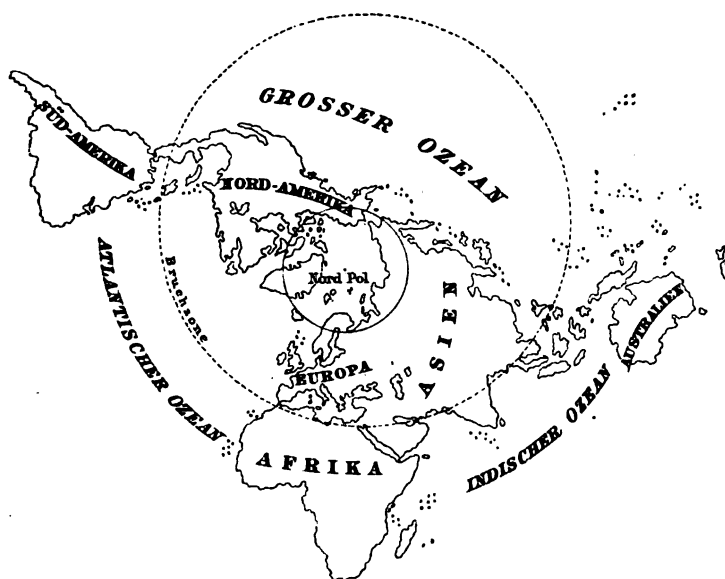 GROSSER OZEAN
SÜD-AMERIKA
NORD-AMERIKA
Nord Pol
Bruchzone
ATLANTISCHER OZEAN
ASIEN
EUROPA
AUSTRALIEN
AFRIKA
INDISCHER OZEAN